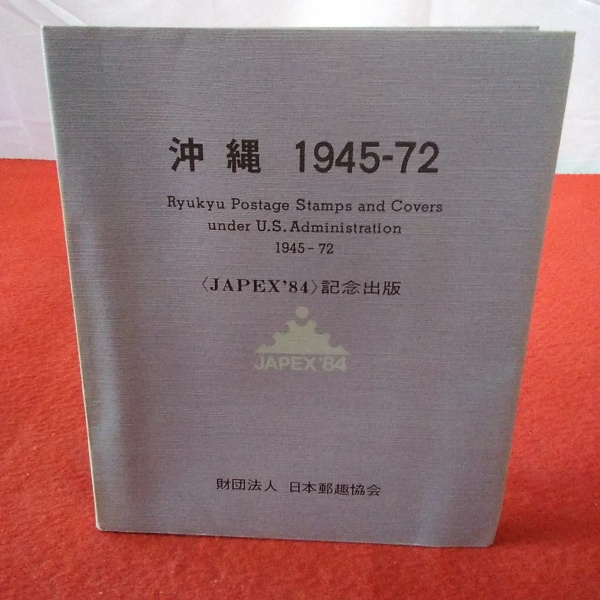 沖縄 1945-72
Ryukyu Postage Stamps and Covers
under U.S. Administration
1945-72
〈JAPEX'84〉記念出版
JAPEX'84
財団法人 日本郵趣協会